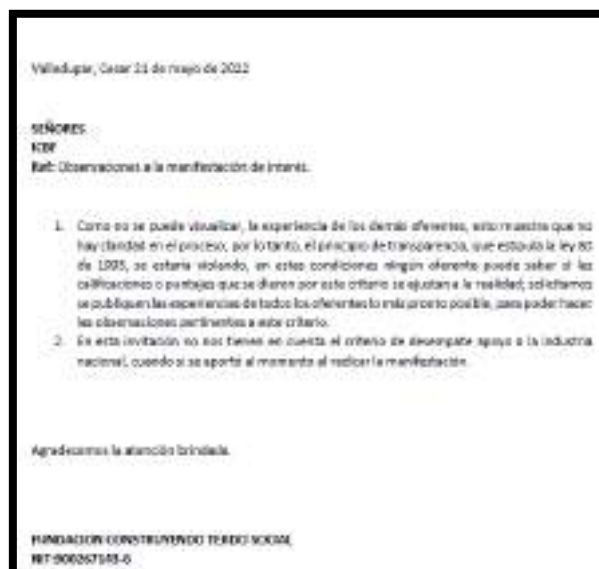 Valledupar, Cesar 21 de mayo de 2022
SEÑORES
ICBF
Ref: Observaciones a la manifestación de interés.
1. Como no se puede visualizar, la experiencia de los demás oferentes, esto muestra que no
hay claridad en el proceso, por lo tanto, el principio de transparencia, que estipula la ley 80
de 1993, se estaría violando, en estas condiciones ningún oferente puede saber si las
calificaciones o puntajes que se dieron por este criterio se ajustan a la realidad, solicitamos
se publiquen las experiencias de todos los oferentes lo más pronto posible, para poder hacer
las observaciones pertinentes a este criterio.
2. En esta invitación no nos tienen en cuenta el criterio de desempate apoyo a la industria
nacional, cuando si se aportó al momento al radicar la manifestación.
Agradecemos la atención brindada.
FUNDACION CONSTRUYENDO TEJIDO SOCIAL
NIT:900267143-6